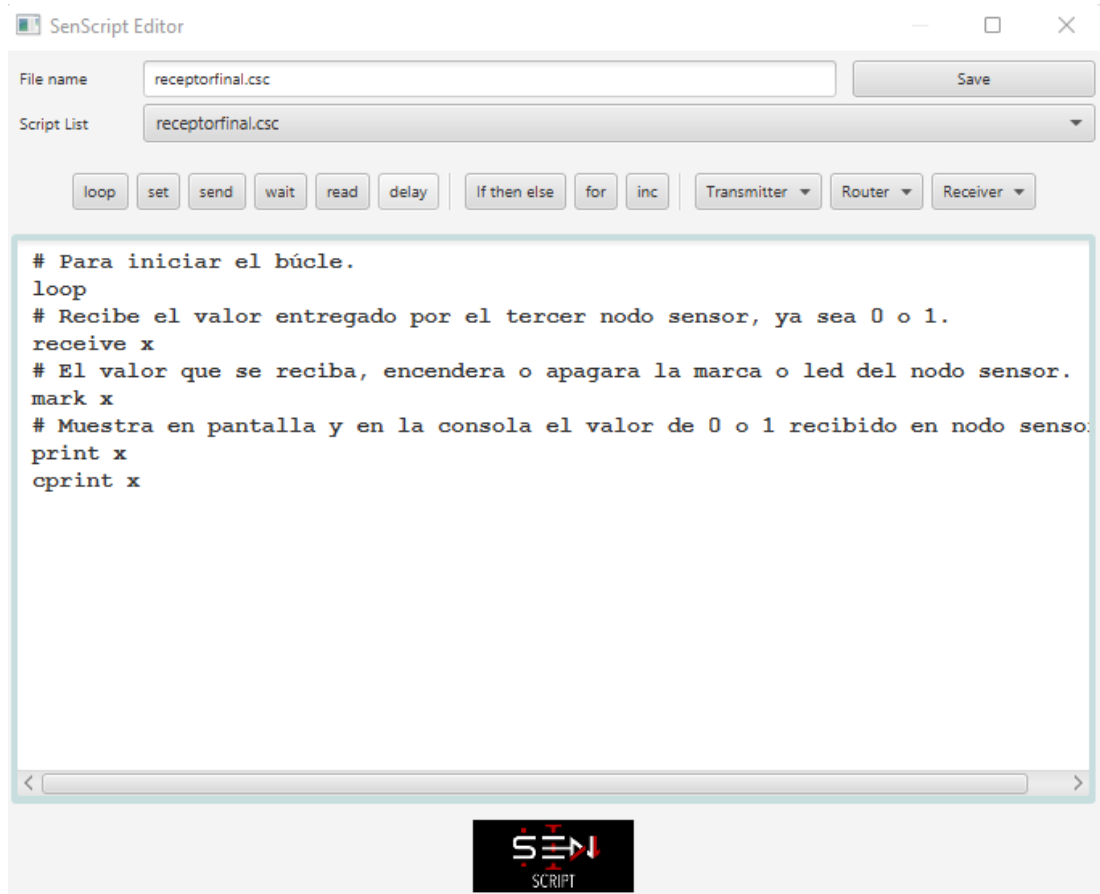 SenScript Editor
File name receptorfinal.csc Save
Script List receptorfinal.csc
loop set send wait read delay If then else for inc Transmitter Router Receiver
# Para iniciar el búcle.
loop
# Recibe el valor entregado por el tercer nodo sensor, ya sea 0 o 1.
receive x
# El valor que se reciba, encendera o apagara la marca o led del nodo sensor.
mark x
# Muestra en pantalla y en la consola el valor de 0 o 1 recibido en nodo
print x
cprint x
SEN
SCRIPT